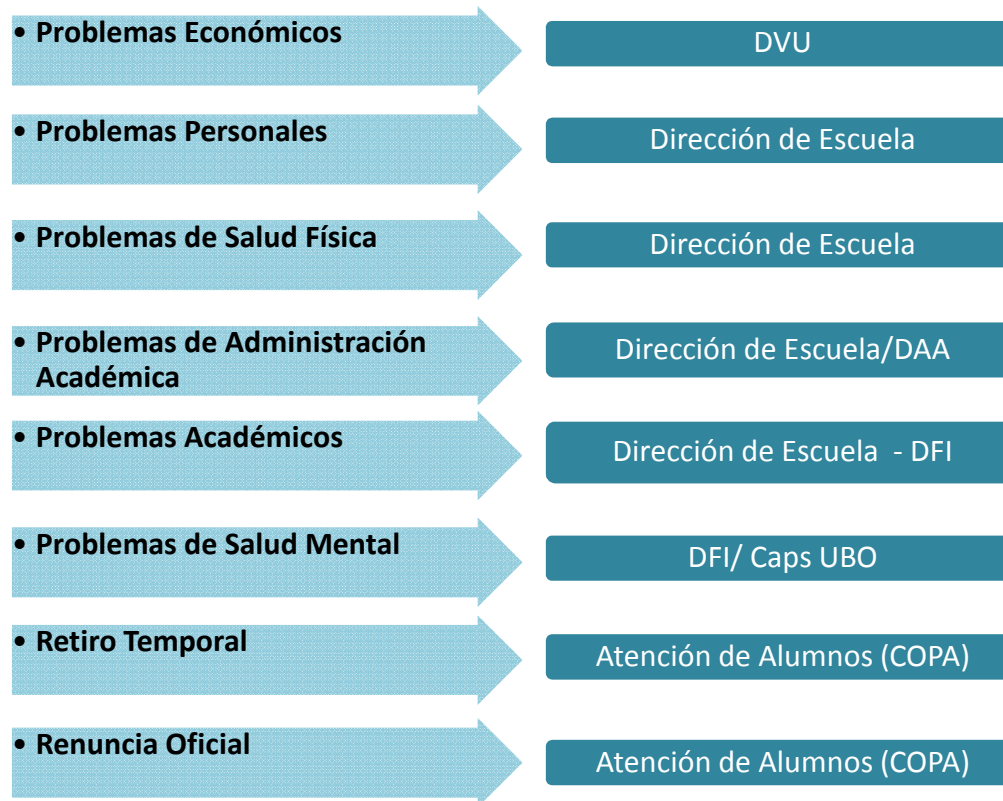 • Problemas Económicos
DVU
• Problemas Personales
Dirección de Escuela
• Problemas de Salud Física
Dirección de Escuela
• Problemas de Administración
Académica
Dirección de Escuela/DAA
• Problemas Académicos
Dirección de Escuela - DFI
• Problemas de Salud Mental
DFI/ Caps UBO
• Retiro Temporal
Atención de Alumnos (COPA)
• Renuncia Oficial
Atención de Alumnos (COPA)